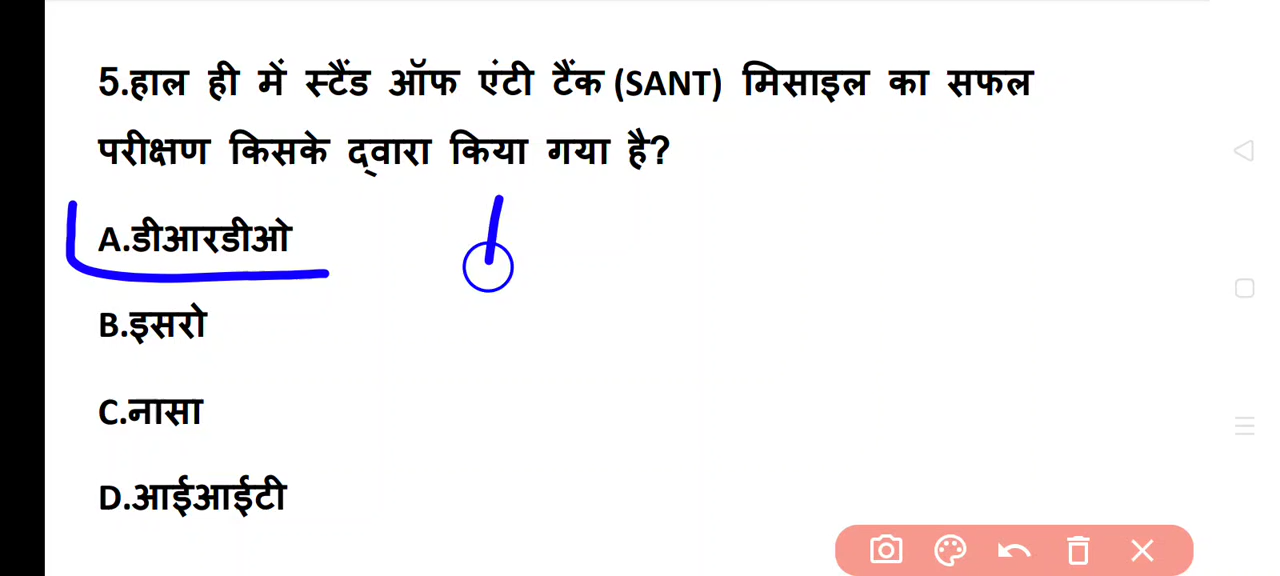 5.हाल ही में स्टैंड ऑफ एंटी टैंक (SANT) मिसाइल का सफल
परीक्षण किसके द्वारा किया गया है?
A.डीआरडीओ
B.इसरो
C.नासा
D.आईआईटी